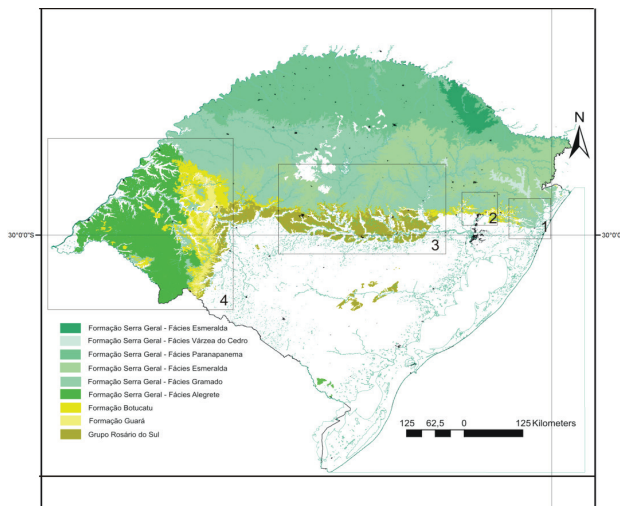 N
30°0'0"S
30°0'0"S
1
2
3
4
Formação Serra Geral - Fácies Esmeralda
Formação Serra Geral - Fácies Várzea do Cedro
Formação Serra Geral - Fácies Paranapanema
Formação Serra Geral - Fácies Esmeralda
Formação Serra Geral - Fácies Gramado
Formação Serra Geral - Fácies Alegrete
Formação Botucatu
Formação Guará
Grupo Rosário do Sul
125 62,5 0 125 Kilometers